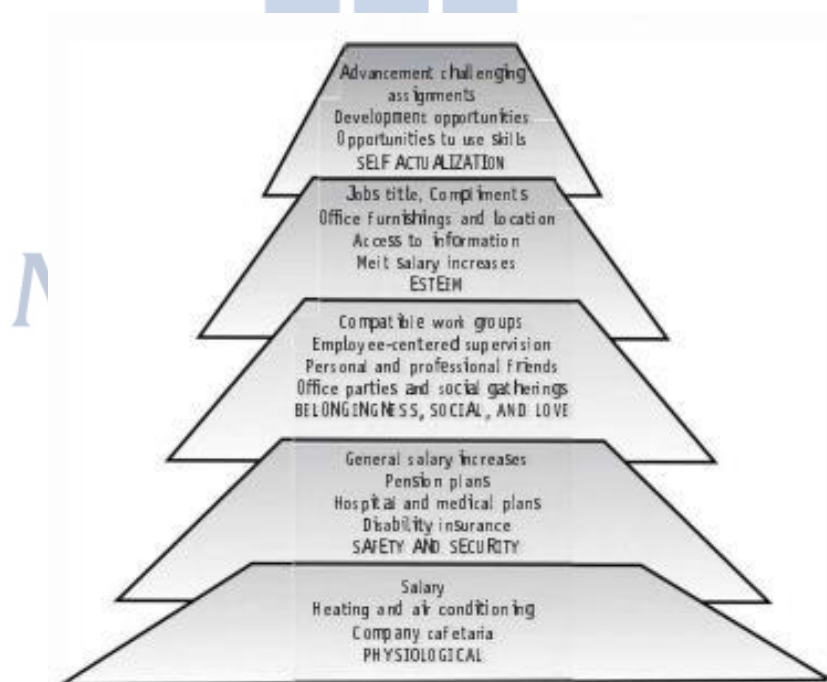 Advancement challenging
assignments
Development opportunities
Opportunities to use skills
SELF ACTUALIZATION
Jobs title, Compliments
Office furnishings and location
Access to information
Meit salary increases
ESTEEM
Compatible work groups
Employee-centered supervision
Personal and professional friends
Office parties and social gatherings
BELONGINGNESS, SOCIAL, AND LOVE
General salary increases
Pension plans
Hospital and medical plans
Disability insurance
SAFETY AND SECURITY
Salary
Heating and air conditioning
Company cafetaria
PHYSIOLOGICAL